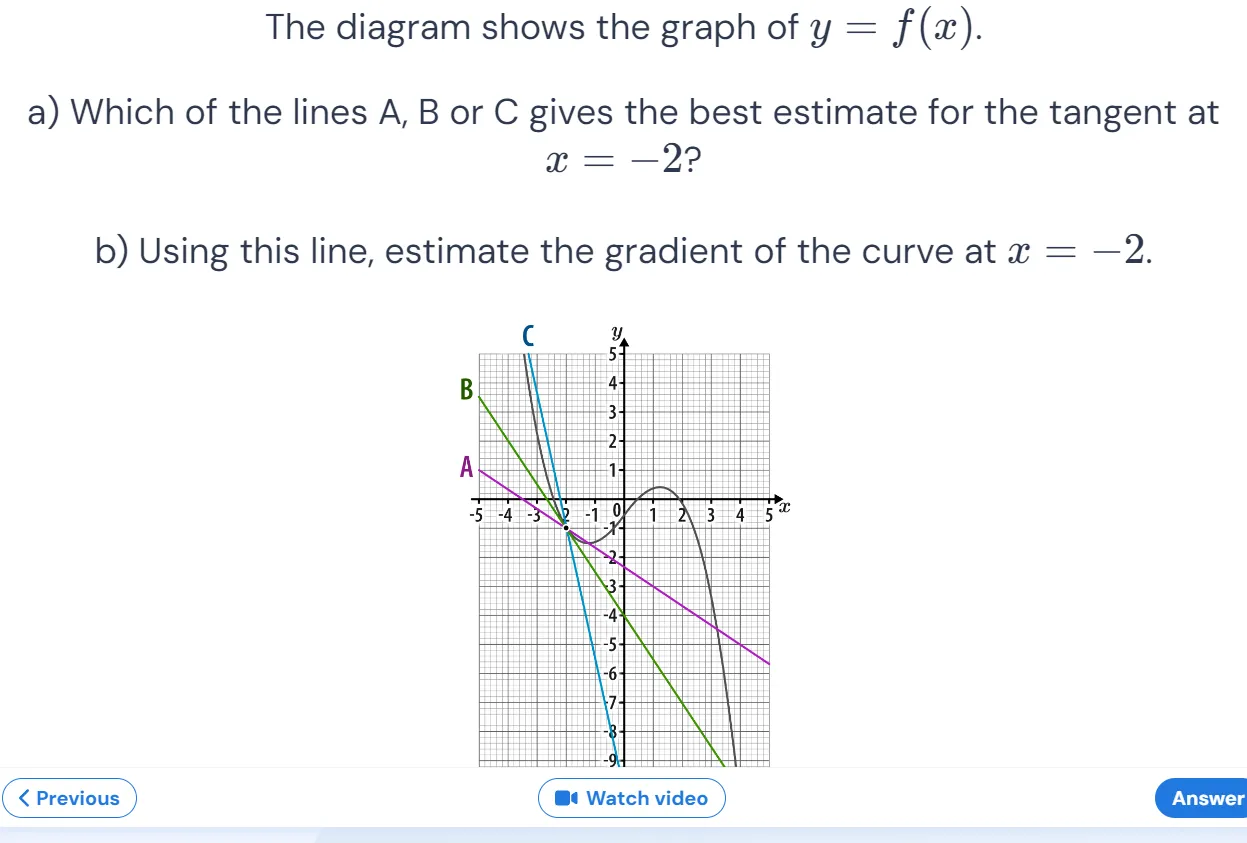 The diagram shows the graph of y = f(x).
a) Which of the lines A, B or C gives the best estimate for the tangent at
x = −2?
b) Using this line, estimate the gradient of the curve at x = −2.
C
y
5
B
4
3
2
A
1
-5 -4 -3 2 -1 0 1 2 3 4 5 x
-1
-2
-3
-4
-5
-6
-7
-8
-9
Previous
Watch video
Answer